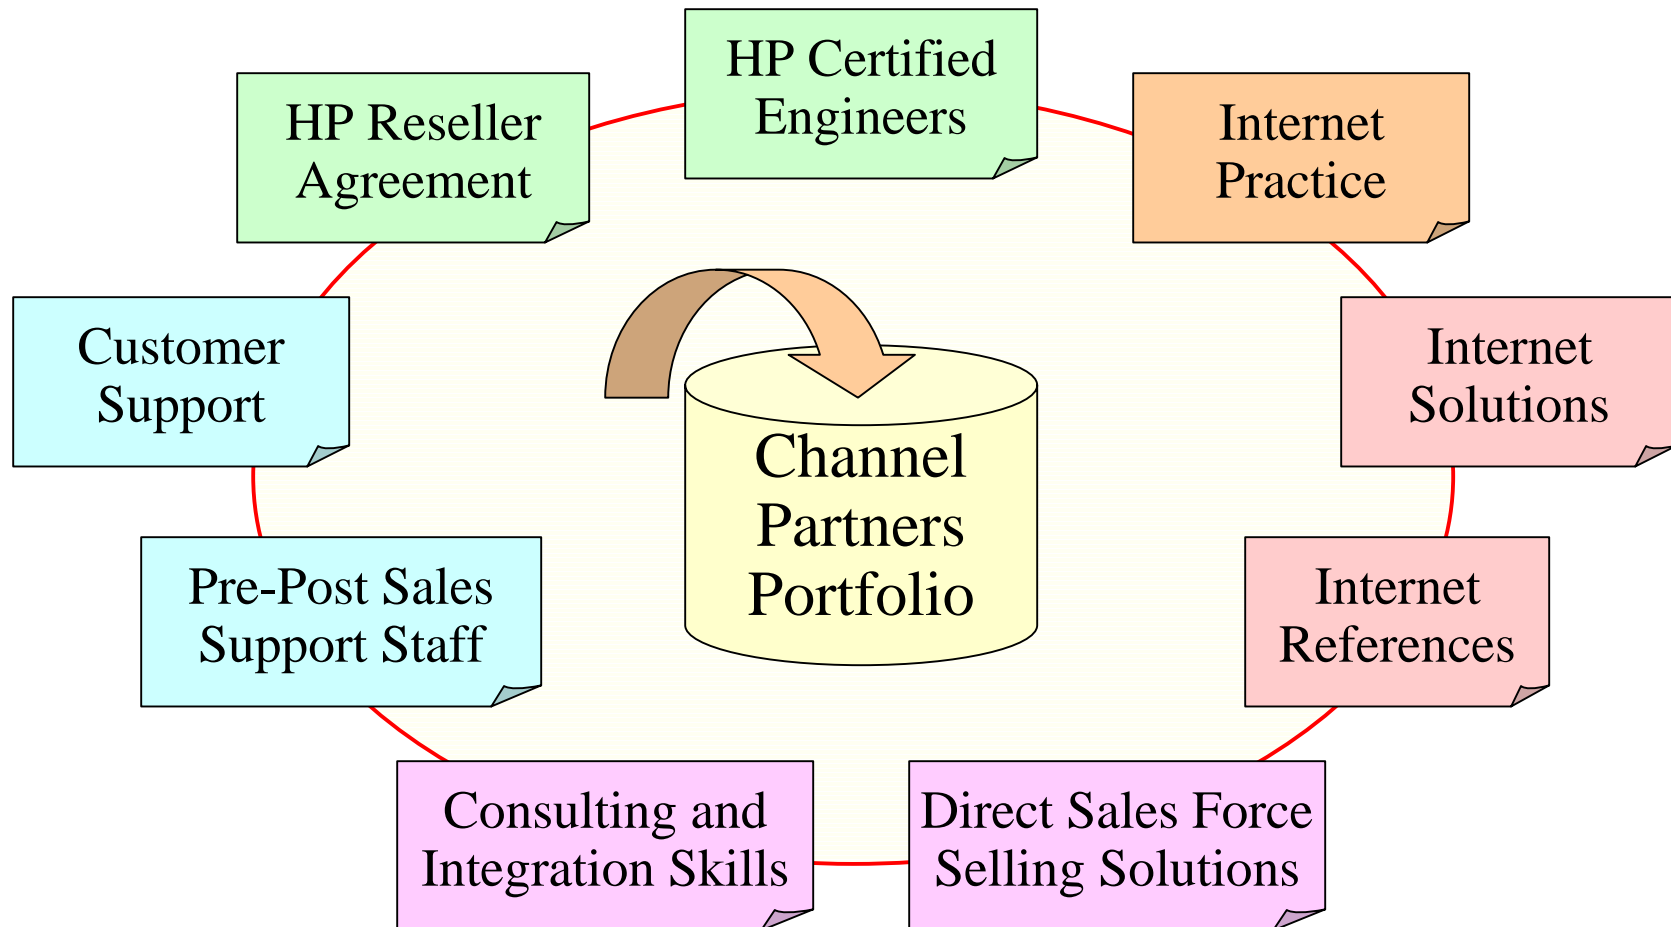 HP Certified
Engineers
HP Reseller
Agreement
Internet
Practice
Customer
Support
Internet
Solutions
Channel
Partners
Portfolio
Pre-Post Sales
Support Staff
Internet
References
Consulting and
Integration Skills
Direct Sales Force
Selling Solutions